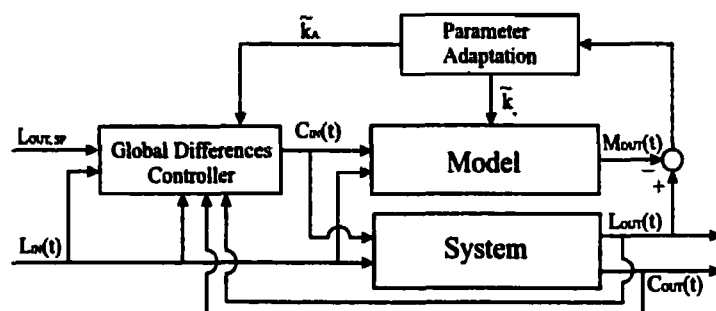 k̃A
Parameter
Adaptation
k̃
LOUT,SP
CIN(t)
Global Differences
Controller
Model
MOUT(t)
−
+
LOUT(t)
LIN(t)
System
COUT(t)